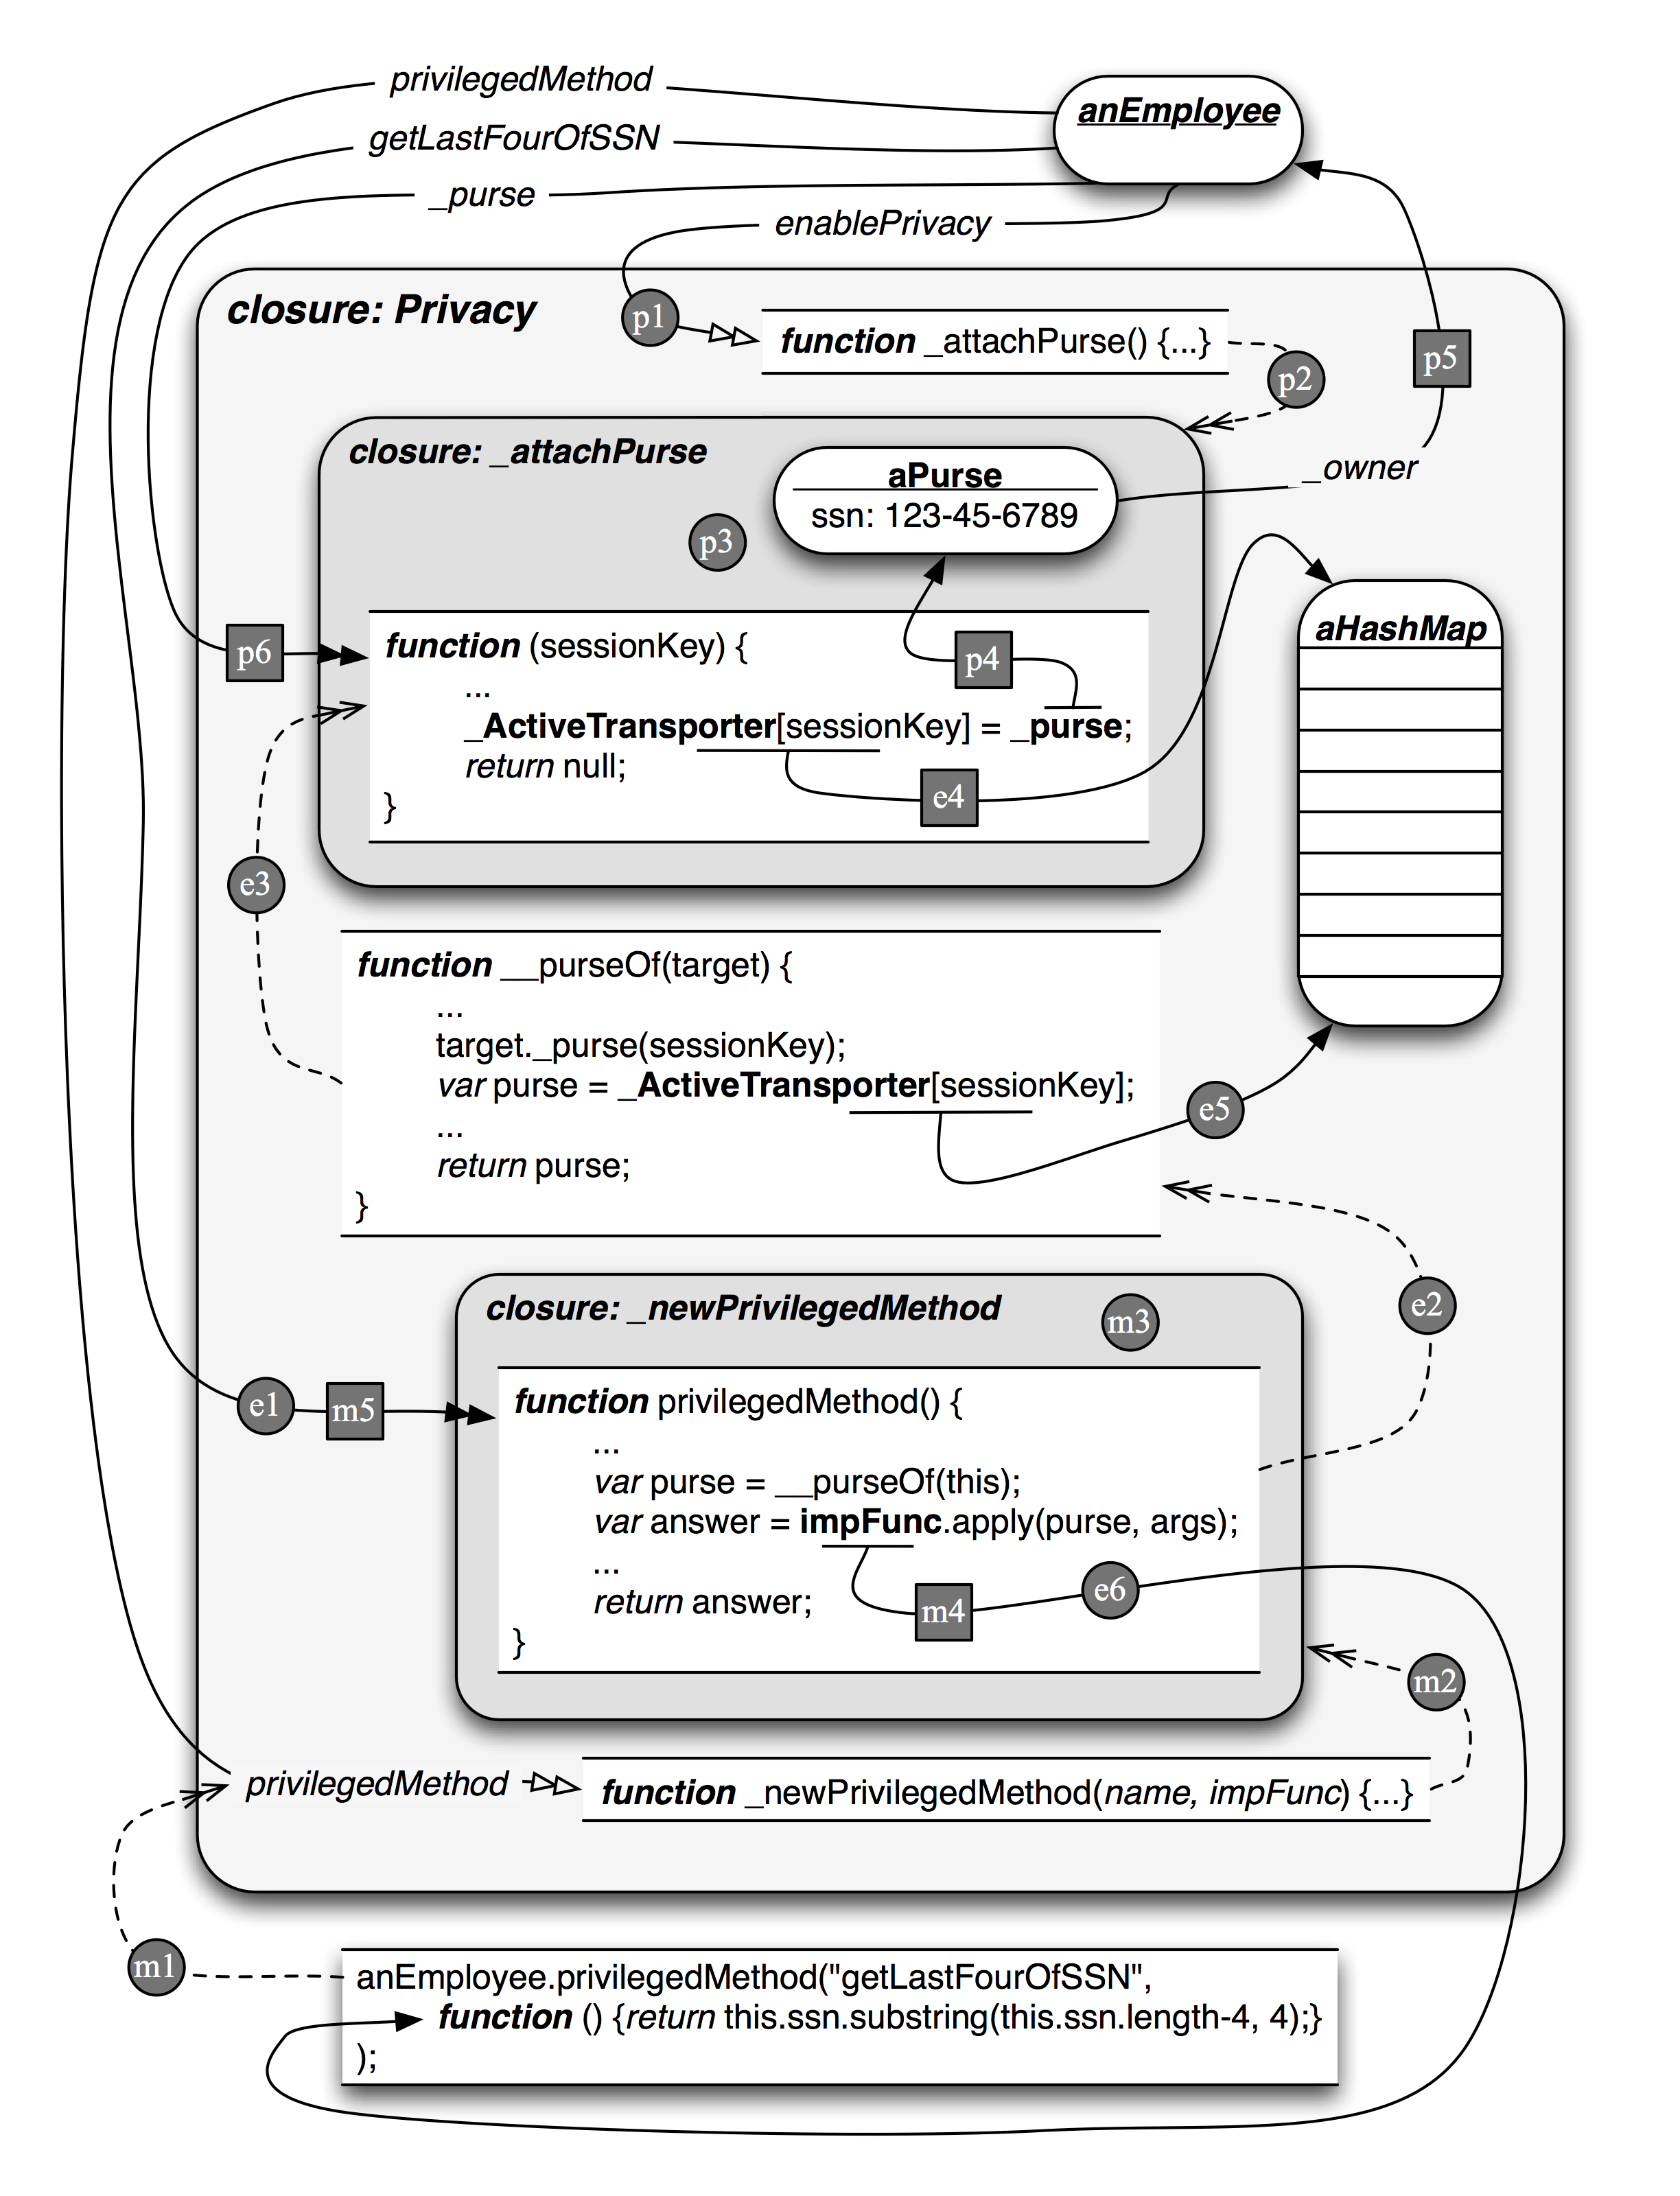 privilegedMethod
anEmployee
getLastFourOfSSN
_purse
enablePrivacy
closure: Privacy
p1
function _attachPurse() {...}
p2
p5
closure: _attachPurse
aPurse
ssn: 123-45-6789
_owner
p3
aHashMap
p6
function (sessionKey) {
p4
...
_ActiveTransporter[sessionKey] = _purse;
return null;
e4
}
e3
function __purseOf(target) {
...
target._purse(sessionKey);
var purse = _ActiveTransporter[sessionKey];
e5
...
return purse;
}
closure: _newPrivilegedMethod
m3
e2
e1
m5
function privilegedMethod() {
...
var purse = __purseOf(this);
var answer = impFunc.apply(purse, args);
...
e6
return answer;
m4
}
m2
privilegedMethod
function _newPrivilegedMethod(name, impFunc) {...}
m1
anEmployee.privilegedMethod("getLastFourOfSSN",
function () {return this.ssn.substring(this.ssn.length-4, 4);}
);